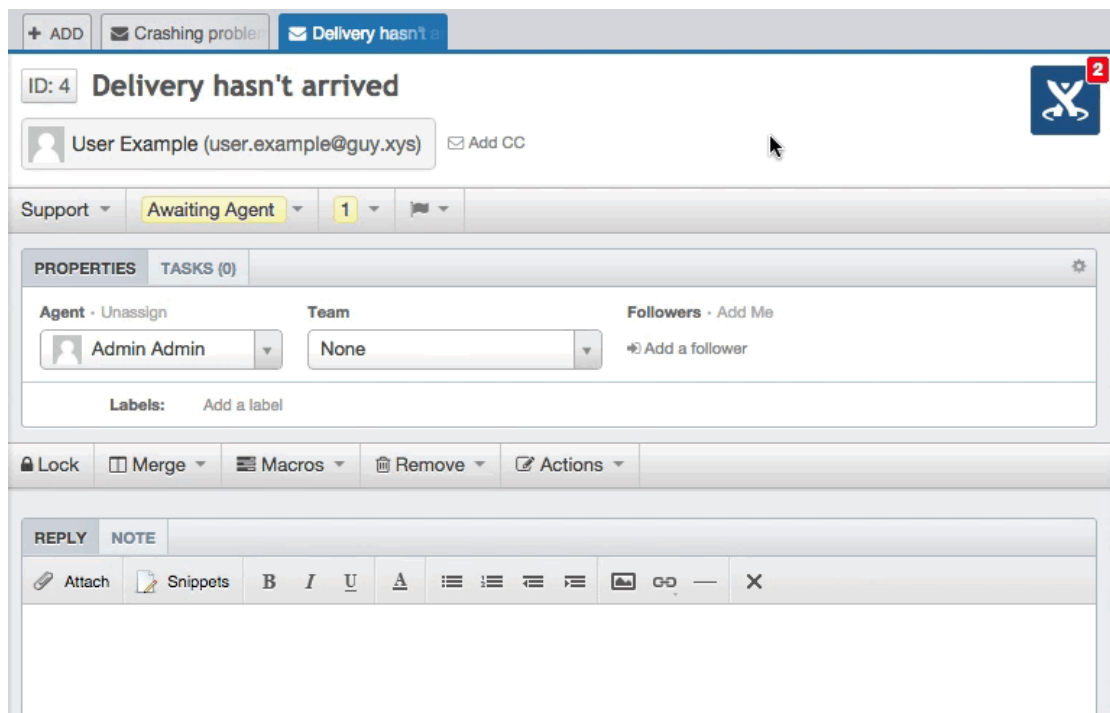 + ADD Crashing problem Delivery hasn't a
2
ID: 4 Delivery hasn't arrived
User Example (user.example@guy.xys) Add CC
Support Awaiting Agent 1
PROPERTIES TASKS (0)
Agent · Unassign Team Followers · Add Me
Admin Admin None Add a follower
Labels: Add a label
Lock Merge Macros Remove Actions
REPLY NOTE
Attach Snippets B I U A